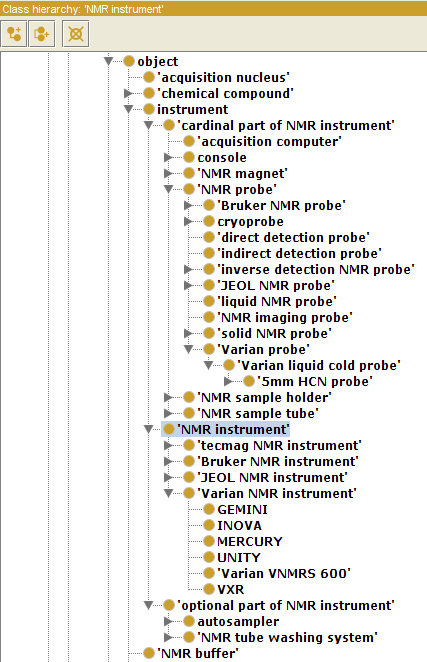 Class hierarchy: 'NMR instrument'
object
'acquisition nucleus'
'chemical compound'
instrument
'cardinal part of NMR instrument'
'acquisition computer'
console
'NMR magnet'
'NMR probe'
'Bruker NMR probe'
cryoprobe
'direct detection probe'
'indirect detection probe'
'inverse detection NMR probe'
'JEOL NMR probe'
'liquid NMR probe'
'NMR imaging probe'
'solid NMR probe'
'Varian probe'
'Varian liquid cold probe'
'5mm HCN probe'
'NMR sample holder'
'NMR sample tube'
'NMR instrument'
'tecmag NMR instrument'
'Bruker NMR instrument'
'JEOL NMR instrument'
'Varian NMR instrument'
GEMINI
INOVA
MERCURY
UNITY
'Varian VNMRS 600'
VXR
'optional part of NMR instrument'
autosampler
'NMR tube washing system'
'NMR buffer'